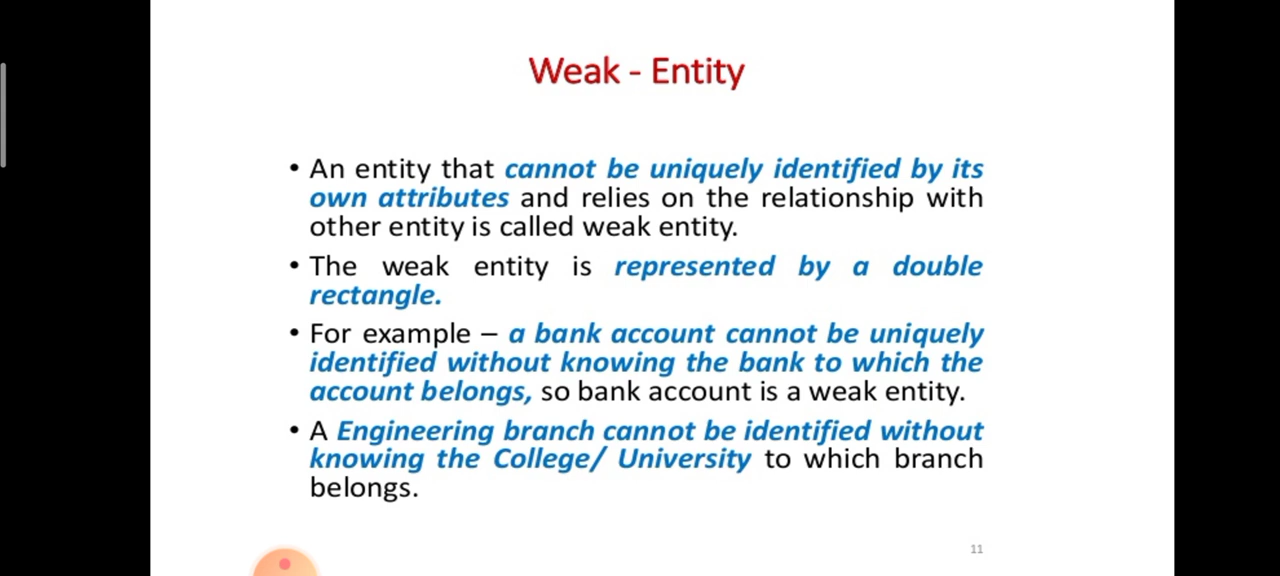 Weak - Entity
• An entity that cannot be uniquely identified by its
own attributes and relies on the relationship with
other entity is called weak entity.
• The weak entity is represented by a double
rectangle.
• For example – a bank account cannot be uniquely
identified without knowing the bank to which the
account belongs, so bank account is a weak entity.
• A Engineering branch cannot be identified without
knowing the College/ University to which branch
belongs.
11